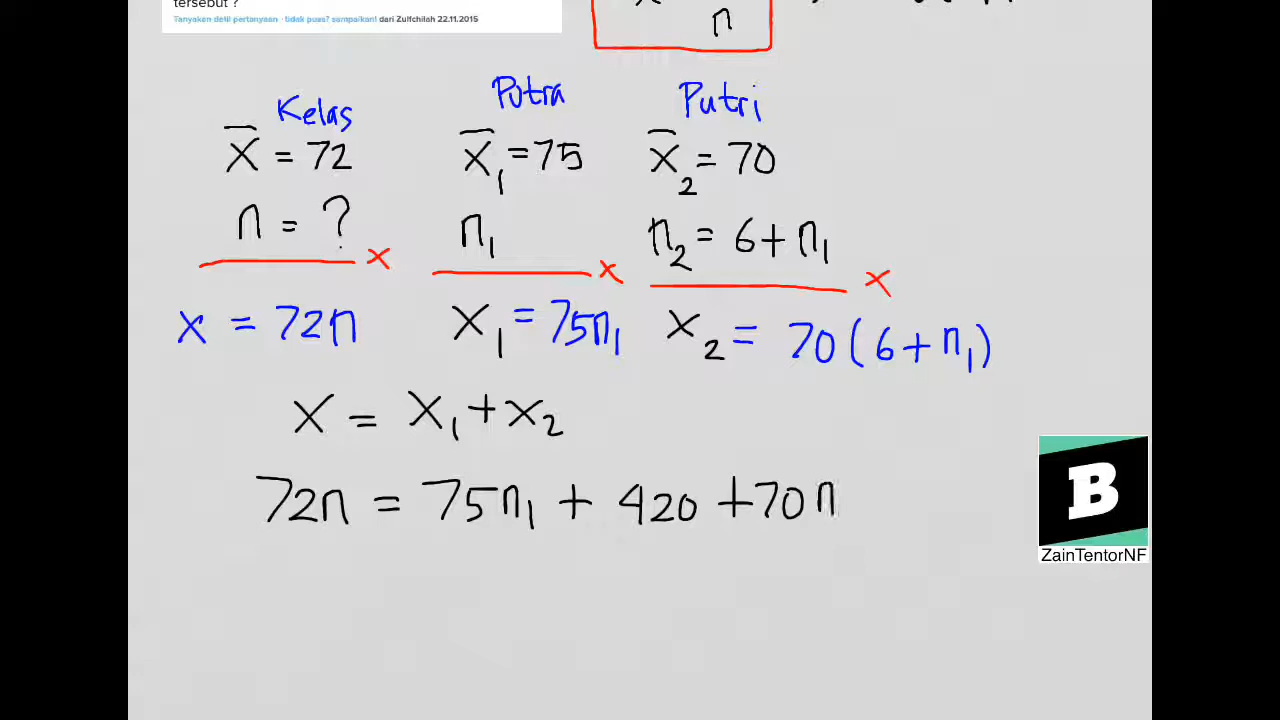 tersebut ?
Tanyakan detil pertanyaan · tidak puas? sampaikan! dari Zulfchilah 22.11.2015
n
Kelas Putra Putri
X̅ = 72 X̅₁ = 75 X̅₂ = 70
n = ? n₁ n₂ = 6 + n₁
x x x
x = 72n x₁ = 75n₁ x₂ = 70(6 + n₁)
x = x₁ + x₂
72n = 75n₁ + 420 + 70n
B
ZainTentorNF